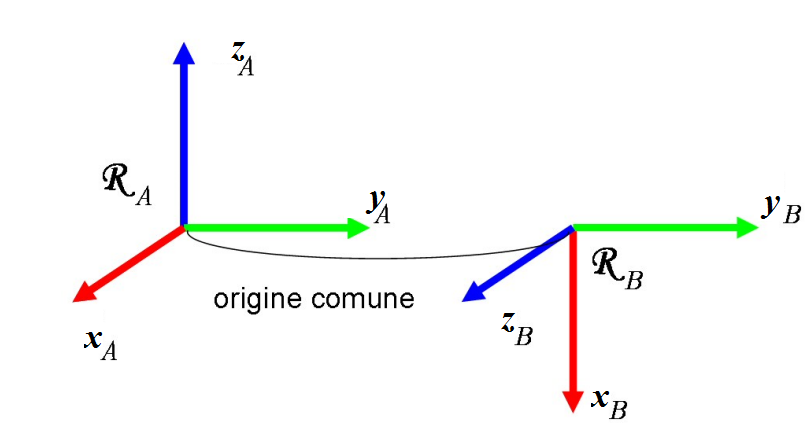 z_A
ℛ_A
y_A
y_B
ℛ_B
origine comune
x_A
z_B
x_B